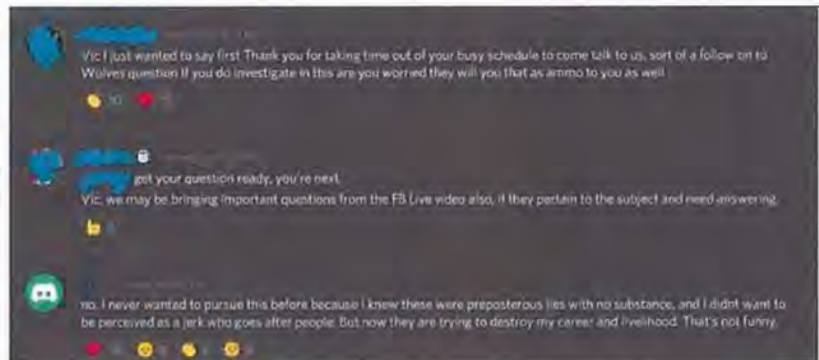 Vic I just wanted to say first Thank you for taking time out of your busy schedule to come talk to us, sort of a follow on to
Wolves question If you do investigate in this are you worried they will you that as ammo to you as well
get your question ready, you're next.
Vic, we may be bringing important questions from the FB Live video also, if they pertain to the subject and need answering.
no. I never wanted to pursue this before because I knew these were preposterous lies with no substance, and I didnt want to
be perceived as a jerk who goes after people. But now they are trying to destroy my career and livelihood. That's not funny.